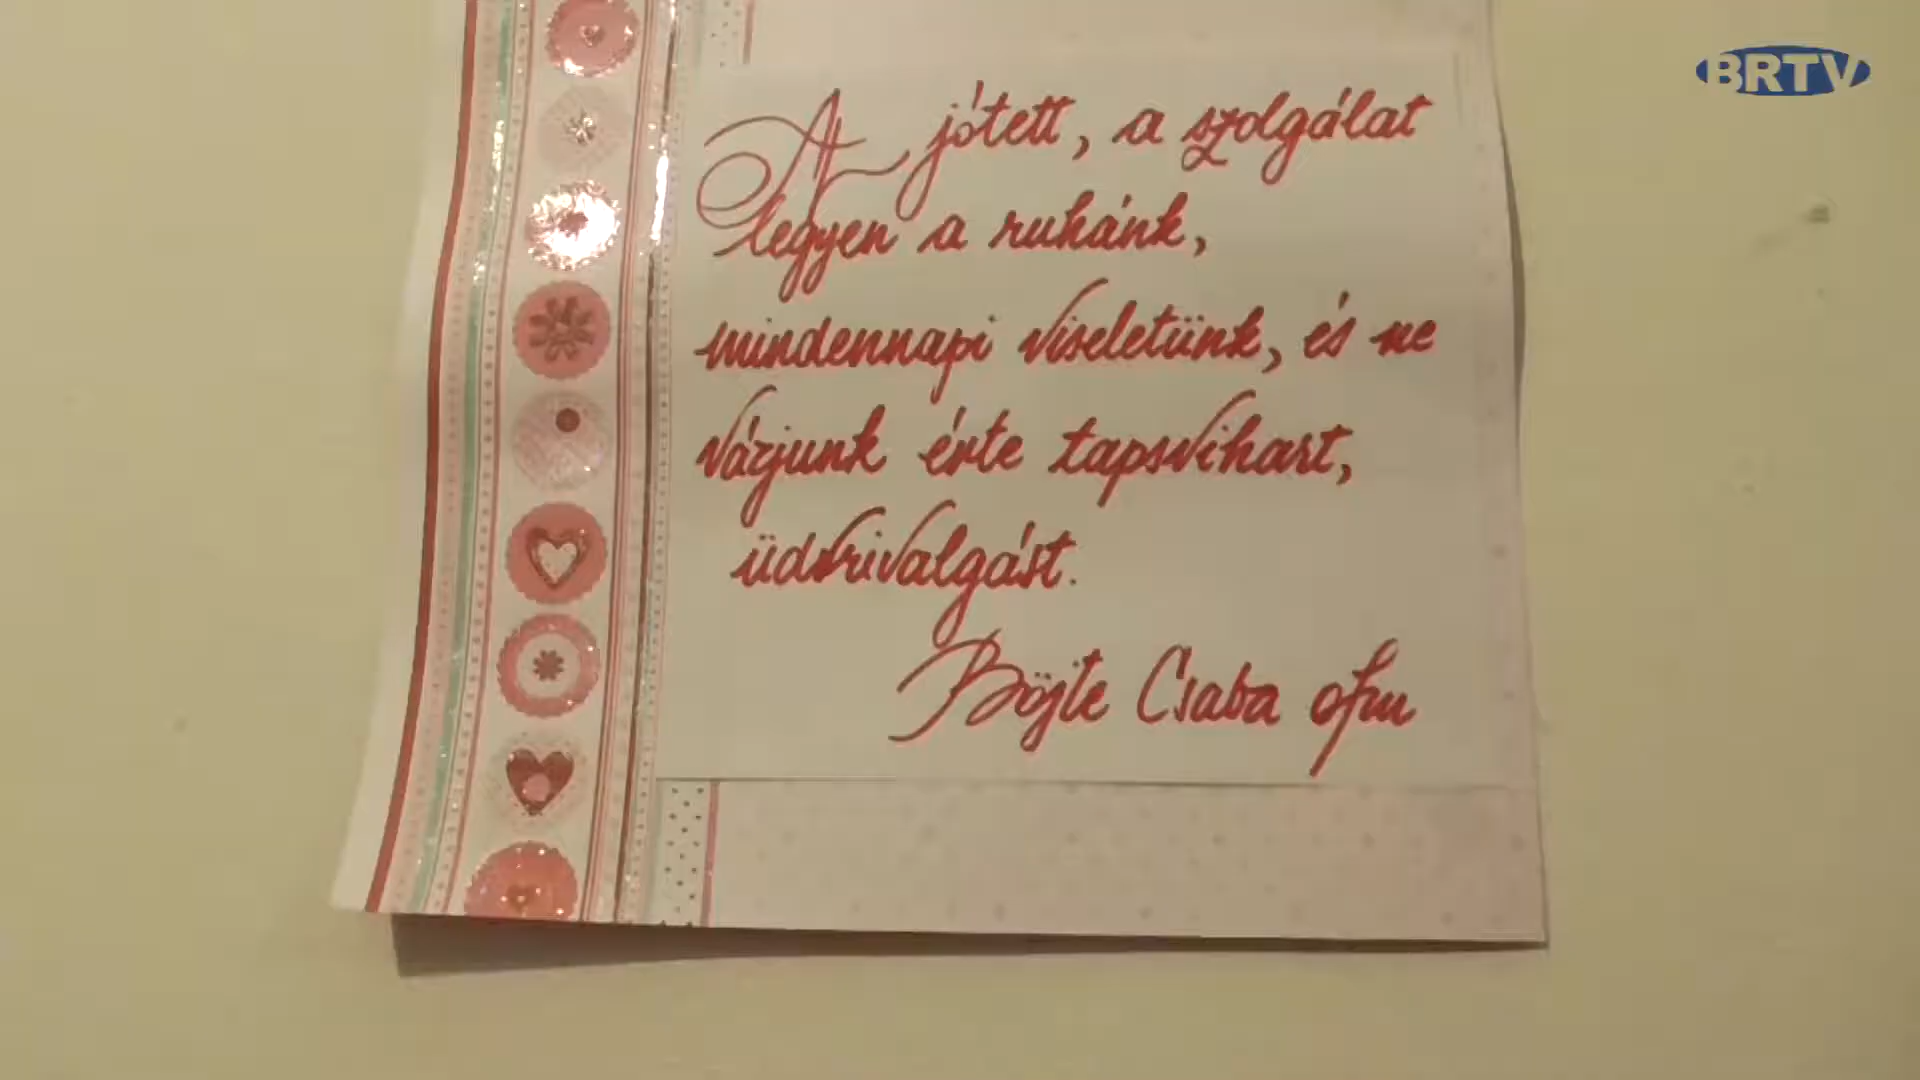 BRTV
A jótett, a szolgálat
legyen a ruhánk,
mindennapi viseletünk, és ne
várjunk érte tapsvihart,
üdvrivalgást.
Böjte Csaba ofm